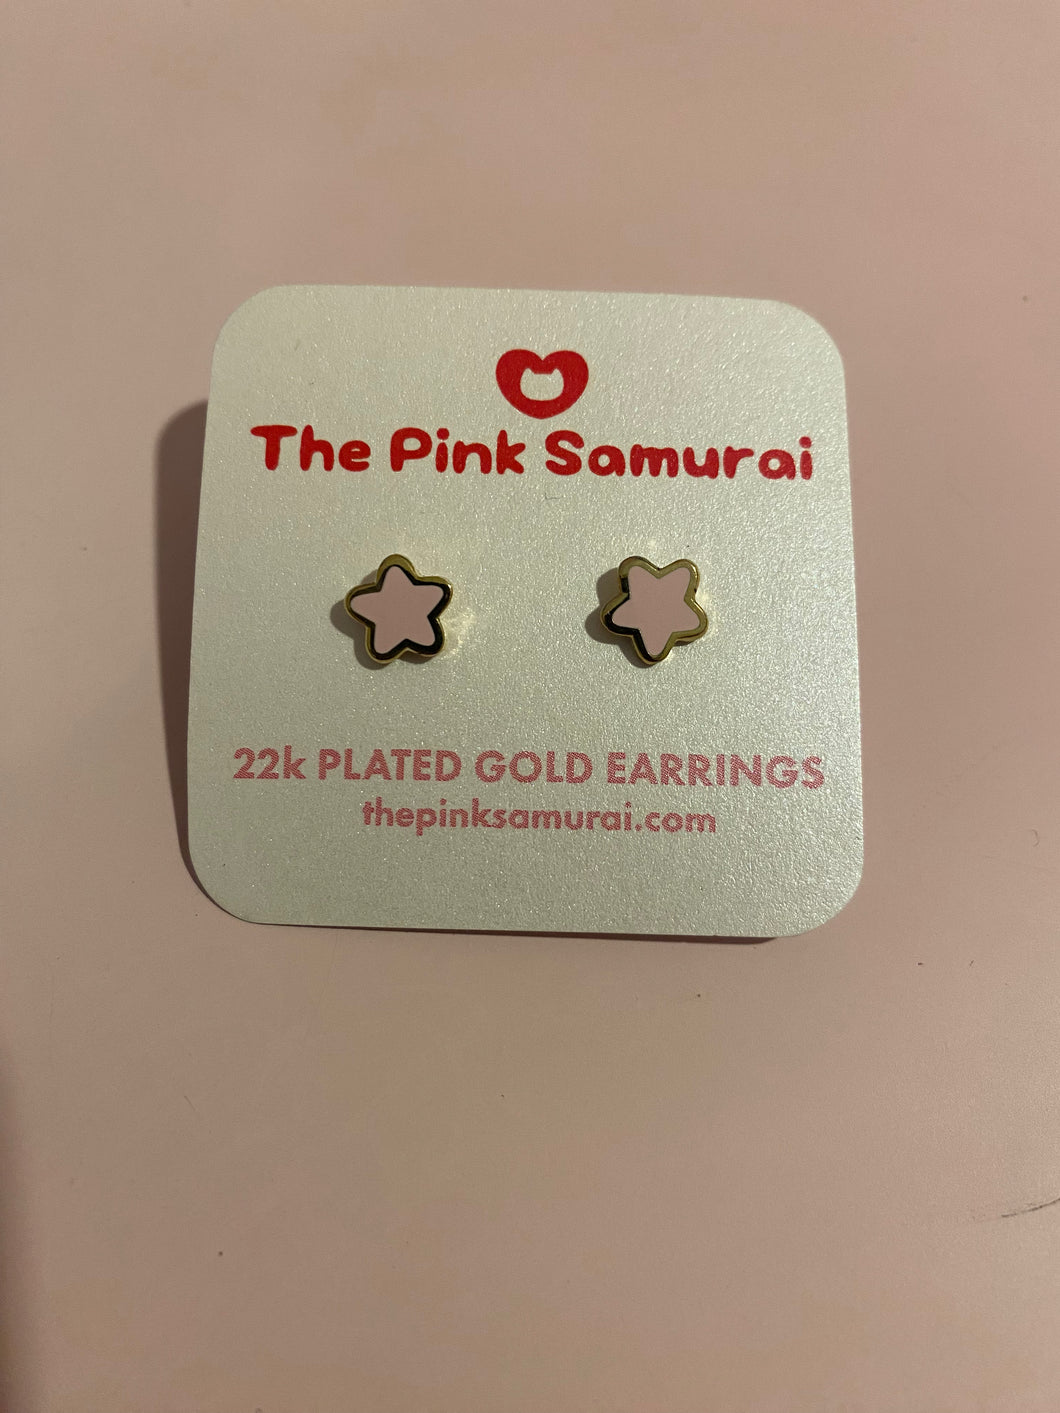 The Pink Samurai
22k PLATED GOLD EARRINGS
thepinksamurai.com